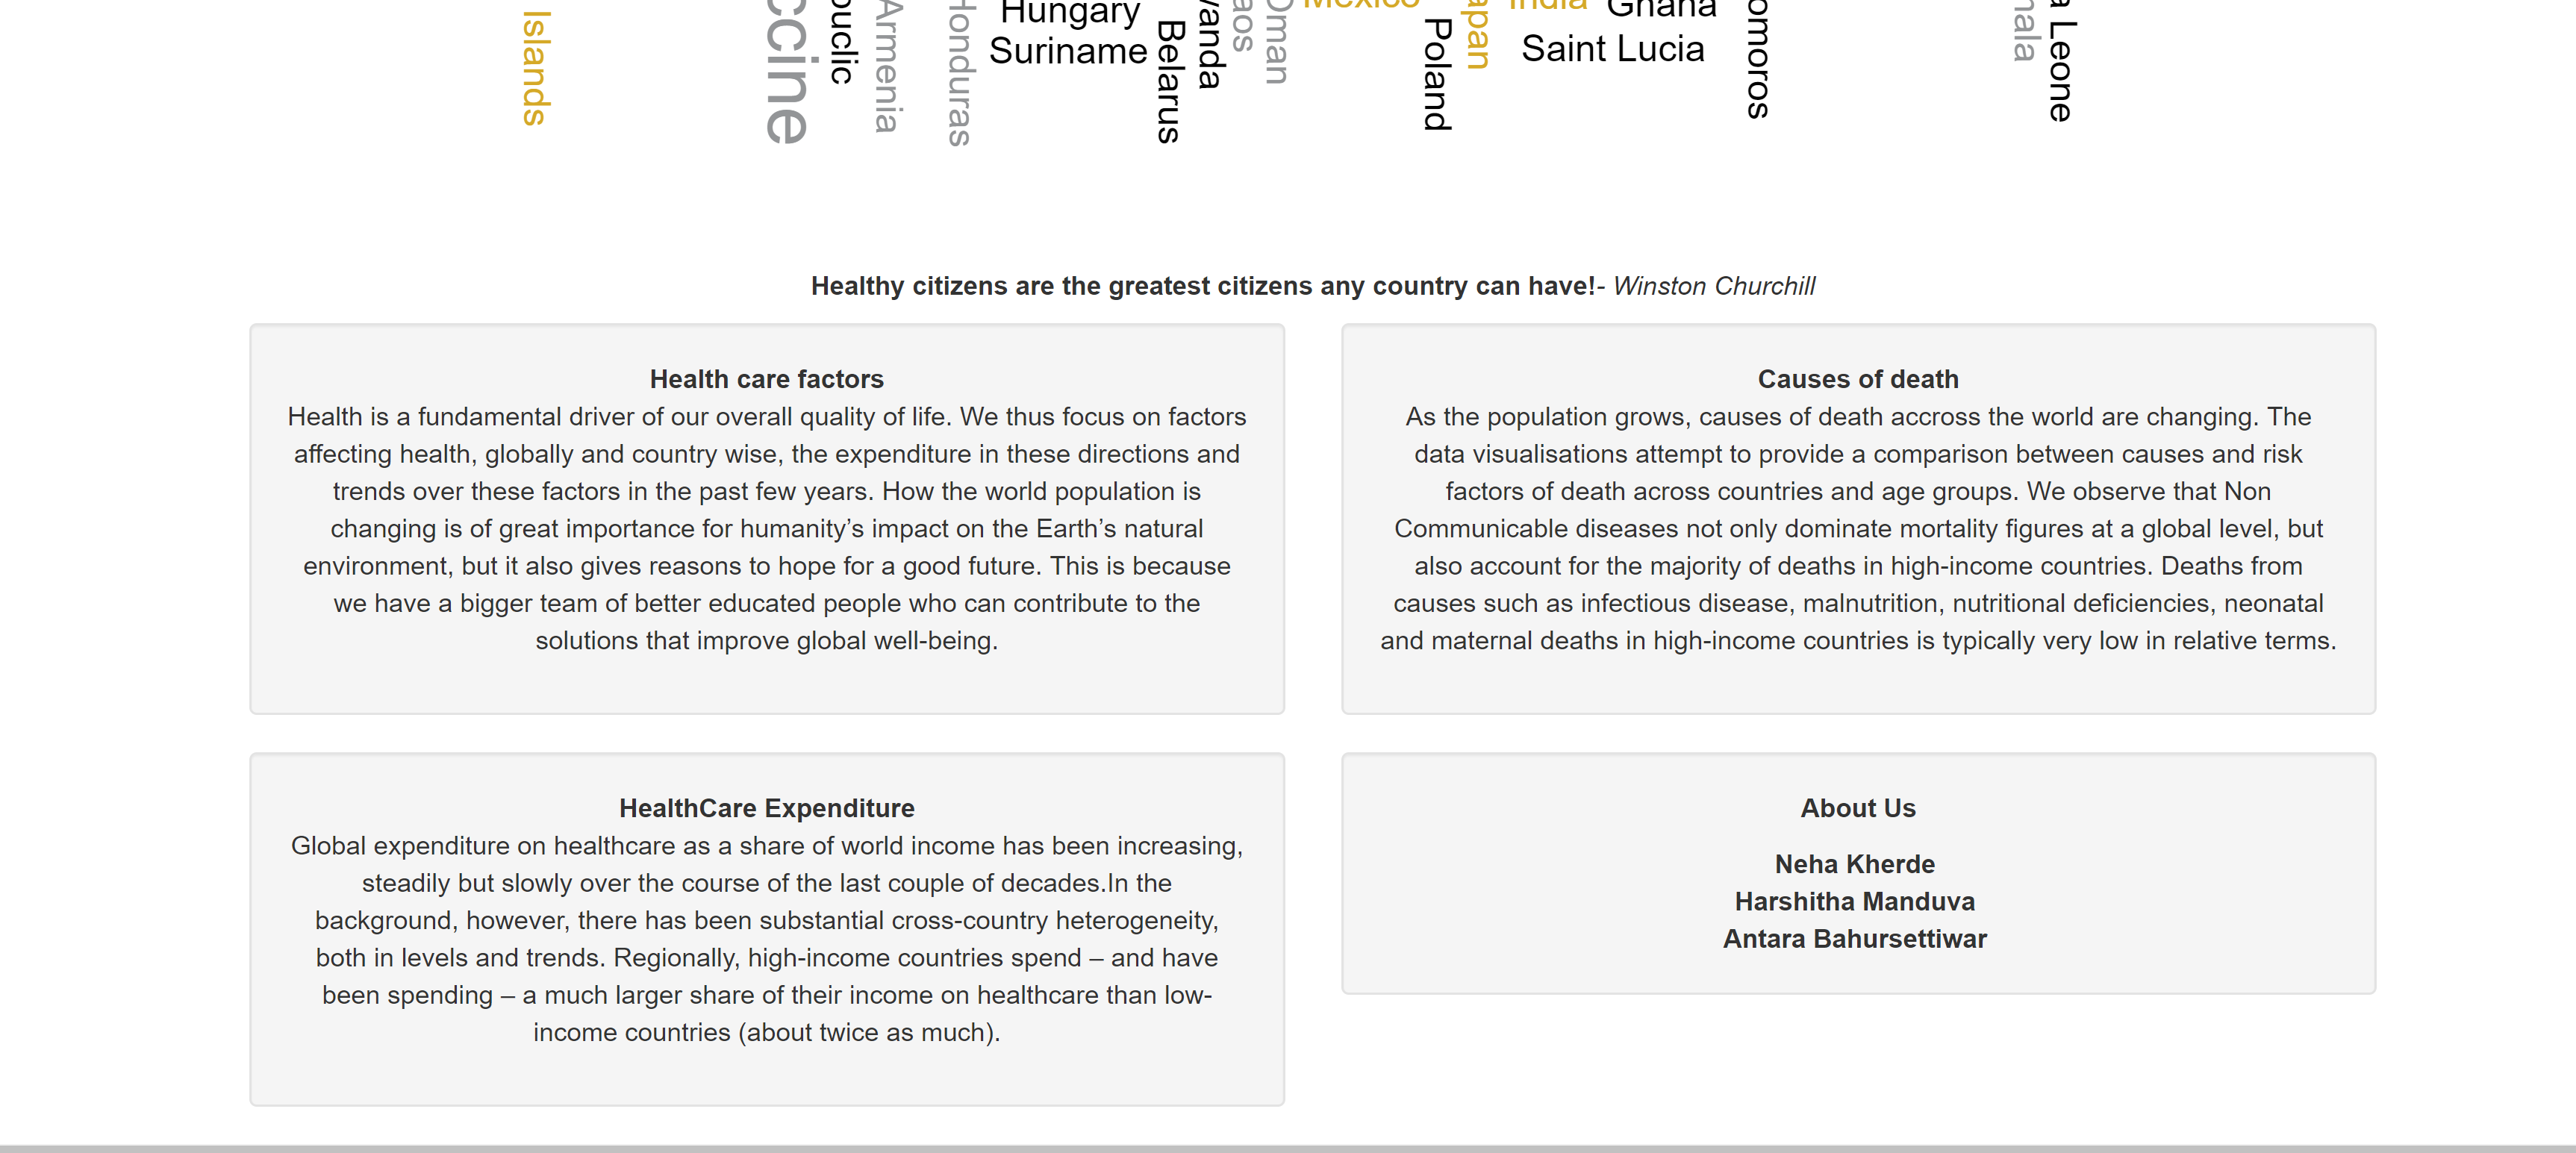 Islands
Armenia
Honduras
Hungary
Suriname
Belarus
Poland
Saint Lucia
Leone
Healthy citizens are the greatest citizens any country can have!- Winston Churchill
Health care factors
Health is a fundamental driver of our overall quality of life. We thus focus on factors
affecting health, globally and country wise, the expenditure in these directions and
trends over these factors in the past few years. How the world population is
changing is of great importance for humanity’s impact on the Earth’s natural
environment, but it also gives reasons to hope for a good future. This is because
we have a bigger team of better educated people who can contribute to the
solutions that improve global well-being.
Causes of death
As the population grows, causes of death accross the world are changing. The
data visualisations attempt to provide a comparison between causes and risk
factors of death across countries and age groups. We observe that Non
Communicable diseases not only dominate mortality figures at a global level, but
also account for the majority of deaths in high-income countries. Deaths from
causes such as infectious disease, malnutrition, nutritional deficiencies, neonatal
and maternal deaths in high-income countries is typically very low in relative terms.
HealthCare Expenditure
Global expenditure on healthcare as a share of world income has been increasing,
steadily but slowly over the course of the last couple of decades.In the
background, however, there has been substantial cross-country heterogeneity,
both in levels and trends. Regionally, high-income countries spend – and have
been spending – a much larger share of their income on healthcare than low-
income countries (about twice as much).
About Us
Neha Kherde
Harshitha Manduva
Antara Bahursettiwar